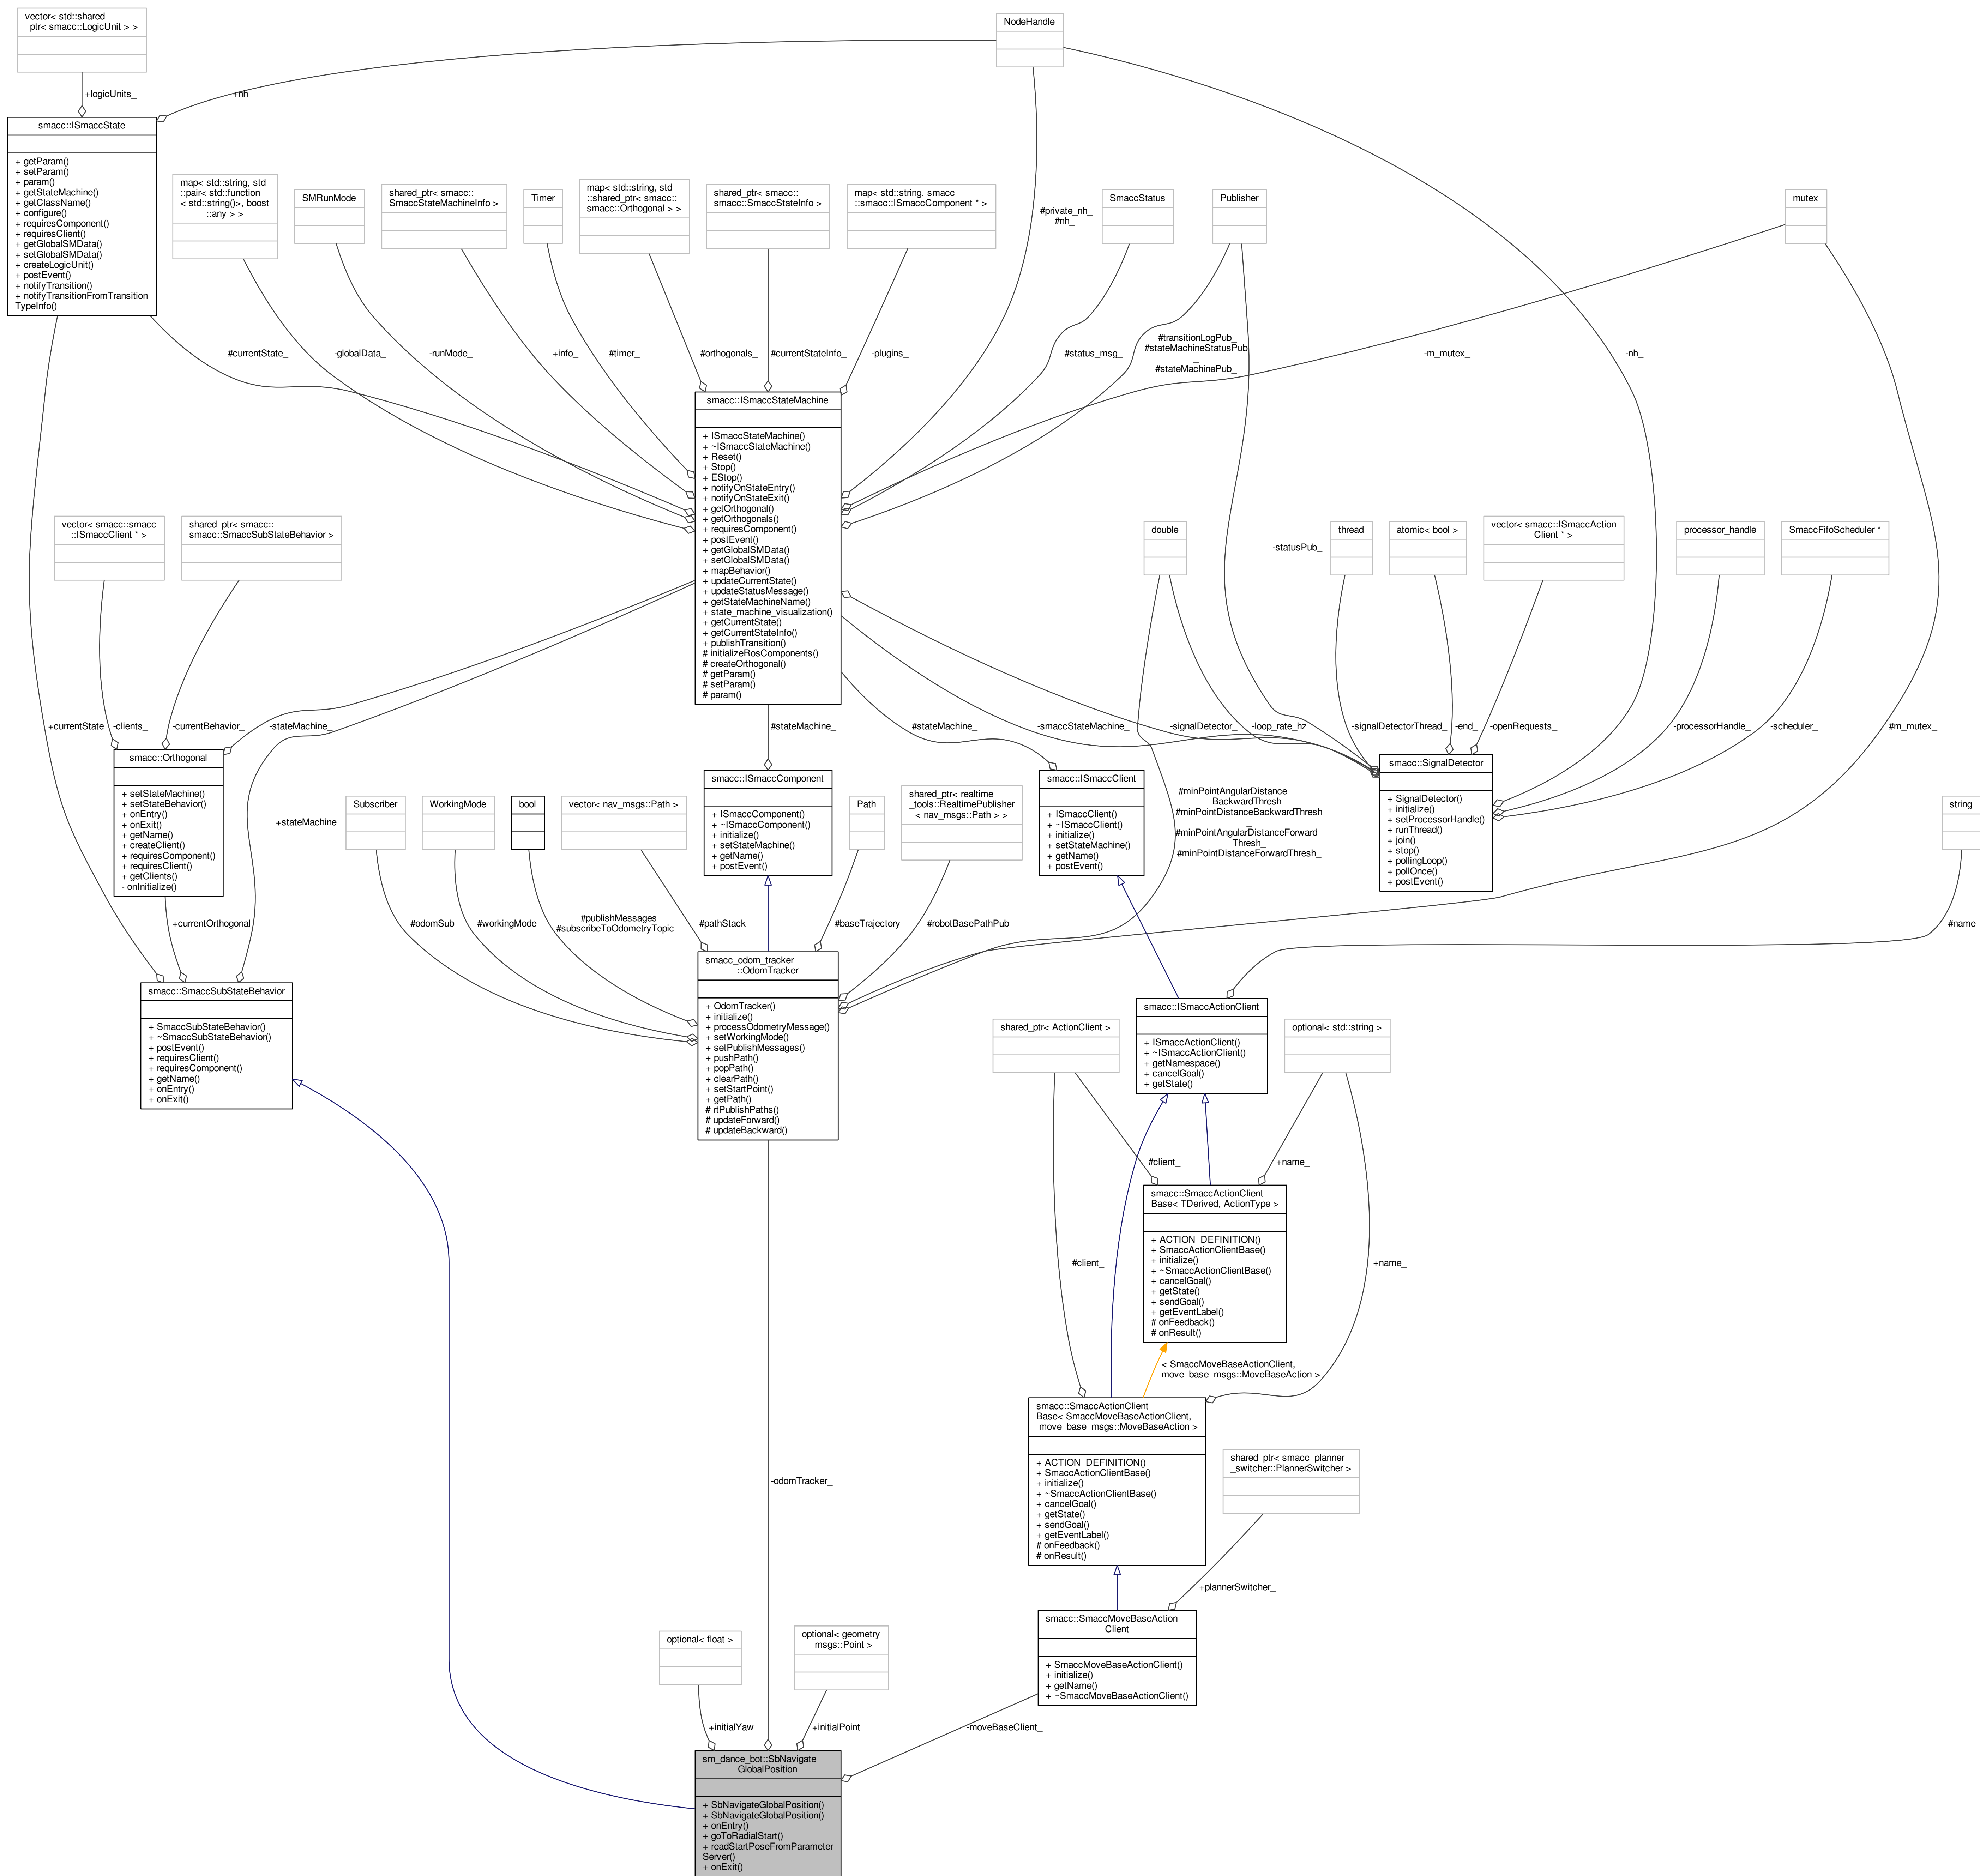 vector< std::shared
_ptr< smacc::LogicUnit > >
NodeHandle
+logicUnits_
+nh
smacc::ISmaccState
+ getParam()
+ setParam()
+ param()
+ getStateMachine()
+ getClassName()
+ configure()
+ requiresComponent()
+ requiresClient()
+ getGlobalSMData()
+ setGlobalSMData()
+ createLogicUnit()
+ postEvent()
+ notifyTransition()
+ notifyTransitionFromTransition
TypeInfo()
map< std::string, std
::pair< std::function
< std::string()>, boost
::any > >
SMRunMode
shared_ptr< smacc::
SmaccStateMachineInfo >
Timer
map< std::string, std
::shared_ptr< smacc::
smacc::Orthogonal > >
shared_ptr< smacc::
smacc::SmaccStateInfo >
map< std::string, smacc
::smacc::ISmaccComponent * >
#private_nh_
#nh_
SmaccStatus
Publisher
mutex
#currentState_
-globalData_
-runMode_
+info_
#timer_
#orthogonals_
#currentStateInfo_
-plugins_
#status_msg_
#transitionLogPub_
#stateMachineStatusPub
_
#stateMachinePub_
-m_mutex_
-nh_
smacc::ISmaccStateMachine
+ ISmaccStateMachine()
+ ~ISmaccStateMachine()
+ Reset()
+ Stop()
+ EStop()
+ notifyOnStateEntry()
+ notifyOnStateExit()
+ getOrthogonal()
+ getOrthogonals()
+ requiresComponent()
+ postEvent()
+ getGlobalSMData()
+ setGlobalSMData()
+ mapBehavior()
+ updateCurrentState()
+ updateStatusMessage()
+ getStateMachineName()
+ state_machine_visualization()
+ getCurrentState()
+ getCurrentStateInfo()
+ publishTransition()
# initializeRosComponents()
# createOrthogonal()
# getParam()
# setParam()
# param()
vector< smacc::smacc
::ISmaccClient * >
shared_ptr< smacc::
smacc::SmaccSubStateBehavior >
double
-statusPub_
thread
atomic< bool >
vector< smacc::ISmaccAction
Client * >
processor_handle
SmaccFifoScheduler *
+currentState
-clients_
-currentBehavior_
-stateMachine_
#stateMachine_
#stateMachine_
-smaccStateMachine_
-signalDetector_
-loop_rate_hz
-signalDetectorThread_
-end_
-openRequests_
-processorHandle_
-scheduler_
#m_mutex_
smacc::Orthogonal
+ setStateMachine()
+ setStateBehavior()
+ onEntry()
+ onExit()
+ getName()
+ createClient()
+ requiresComponent()
+ requiresClient()
+ getClients()
- onInitialize()
+stateMachine
Subscriber
WorkingMode
bool
vector< nav_msgs::Path >
smacc::ISmaccComponent
+ ISmaccComponent()
+ ~ISmaccComponent()
+ initialize()
+ setStateMachine()
+ getName()
+ postEvent()
Path
shared_ptr< realtime
_tools::RealtimePublisher
< nav_msgs::Path > >
smacc::ISmaccClient
+ ISmaccClient()
+ ~ISmaccClient()
+ initialize()
+ setStateMachine()
+ getName()
+ postEvent()
#minPointAngularDistance
BackwardThresh_
#minPointDistanceBackwardThresh
_
#minPointAngularDistanceForward
Thresh_
#minPointDistanceForwardThresh_
smacc::SignalDetector
+ SignalDetector()
+ initialize()
+ setProcessorHandle()
+ runThread()
+ join()
+ stop()
+ pollingLoop()
+ pollOnce()
+ postEvent()
string
+currentOrthogonal
#odomSub_
#workingMode_
#publishMessages
#subscribeToOdometryTopic_
#pathStack_
#baseTrajectory_
#robotBasePathPub_
#name_
smacc::SmaccSubStateBehavior
+ SmaccSubStateBehavior()
+ ~SmaccSubStateBehavior()
+ postEvent()
+ requiresClient()
+ requiresComponent()
+ getName()
+ onEntry()
+ onExit()
smacc_odom_tracker
::OdomTracker
+ OdomTracker()
+ initialize()
+ processOdometryMessage()
+ setWorkingMode()
+ setPublishMessages()
+ pushPath()
+ popPath()
+ clearPath()
+ setStartPoint()
+ getPath()
# rtPublishPaths()
# updateForward()
# updateBackward()
shared_ptr< ActionClient >
smacc::ISmaccActionClient
+ ISmaccActionClient()
+ ~ISmaccActionClient()
+ getNamespace()
+ cancelGoal()
+ getState()
optional< std::string >
#client_
+name_
smacc::SmaccActionClient
Base< TDerived, ActionType >
+ ACTION_DEFINITION()
+ SmaccActionClientBase()
+ initialize()
+ ~SmaccActionClientBase()
+ cancelGoal()
+ getState()
+ sendGoal()
+ getEventLabel()
# onFeedback()
# onResult()
#client_
+name_
< SmaccMoveBaseActionClient,
move_base_msgs::MoveBaseAction >
smacc::SmaccActionClient
Base< SmaccMoveBaseActionClient,
move_base_msgs::MoveBaseAction >
+ ACTION_DEFINITION()
+ SmaccActionClientBase()
+ initialize()
+ ~SmaccActionClientBase()
+ cancelGoal()
+ getState()
+ sendGoal()
+ getEventLabel()
# onFeedback()
# onResult()
-odomTracker_
shared_ptr< smacc_planner
_switcher::PlannerSwitcher >
+plannerSwitcher_
smacc::SmaccMoveBaseAction
Client
+ SmaccMoveBaseActionClient()
+ initialize()
+ getName()
+ ~SmaccMoveBaseActionClient()
optional< float >
optional< geometry
_msgs::Point >
+initialYaw
+initialPoint
-moveBaseClient_
sm_dance_bot::SbNavigate
GlobalPosition
+ SbNavigateGlobalPosition()
+ SbNavigateGlobalPosition()
+ onEntry()
+ goToRadialStart()
+ readStartPoseFromParameter
Server()
+ onExit()